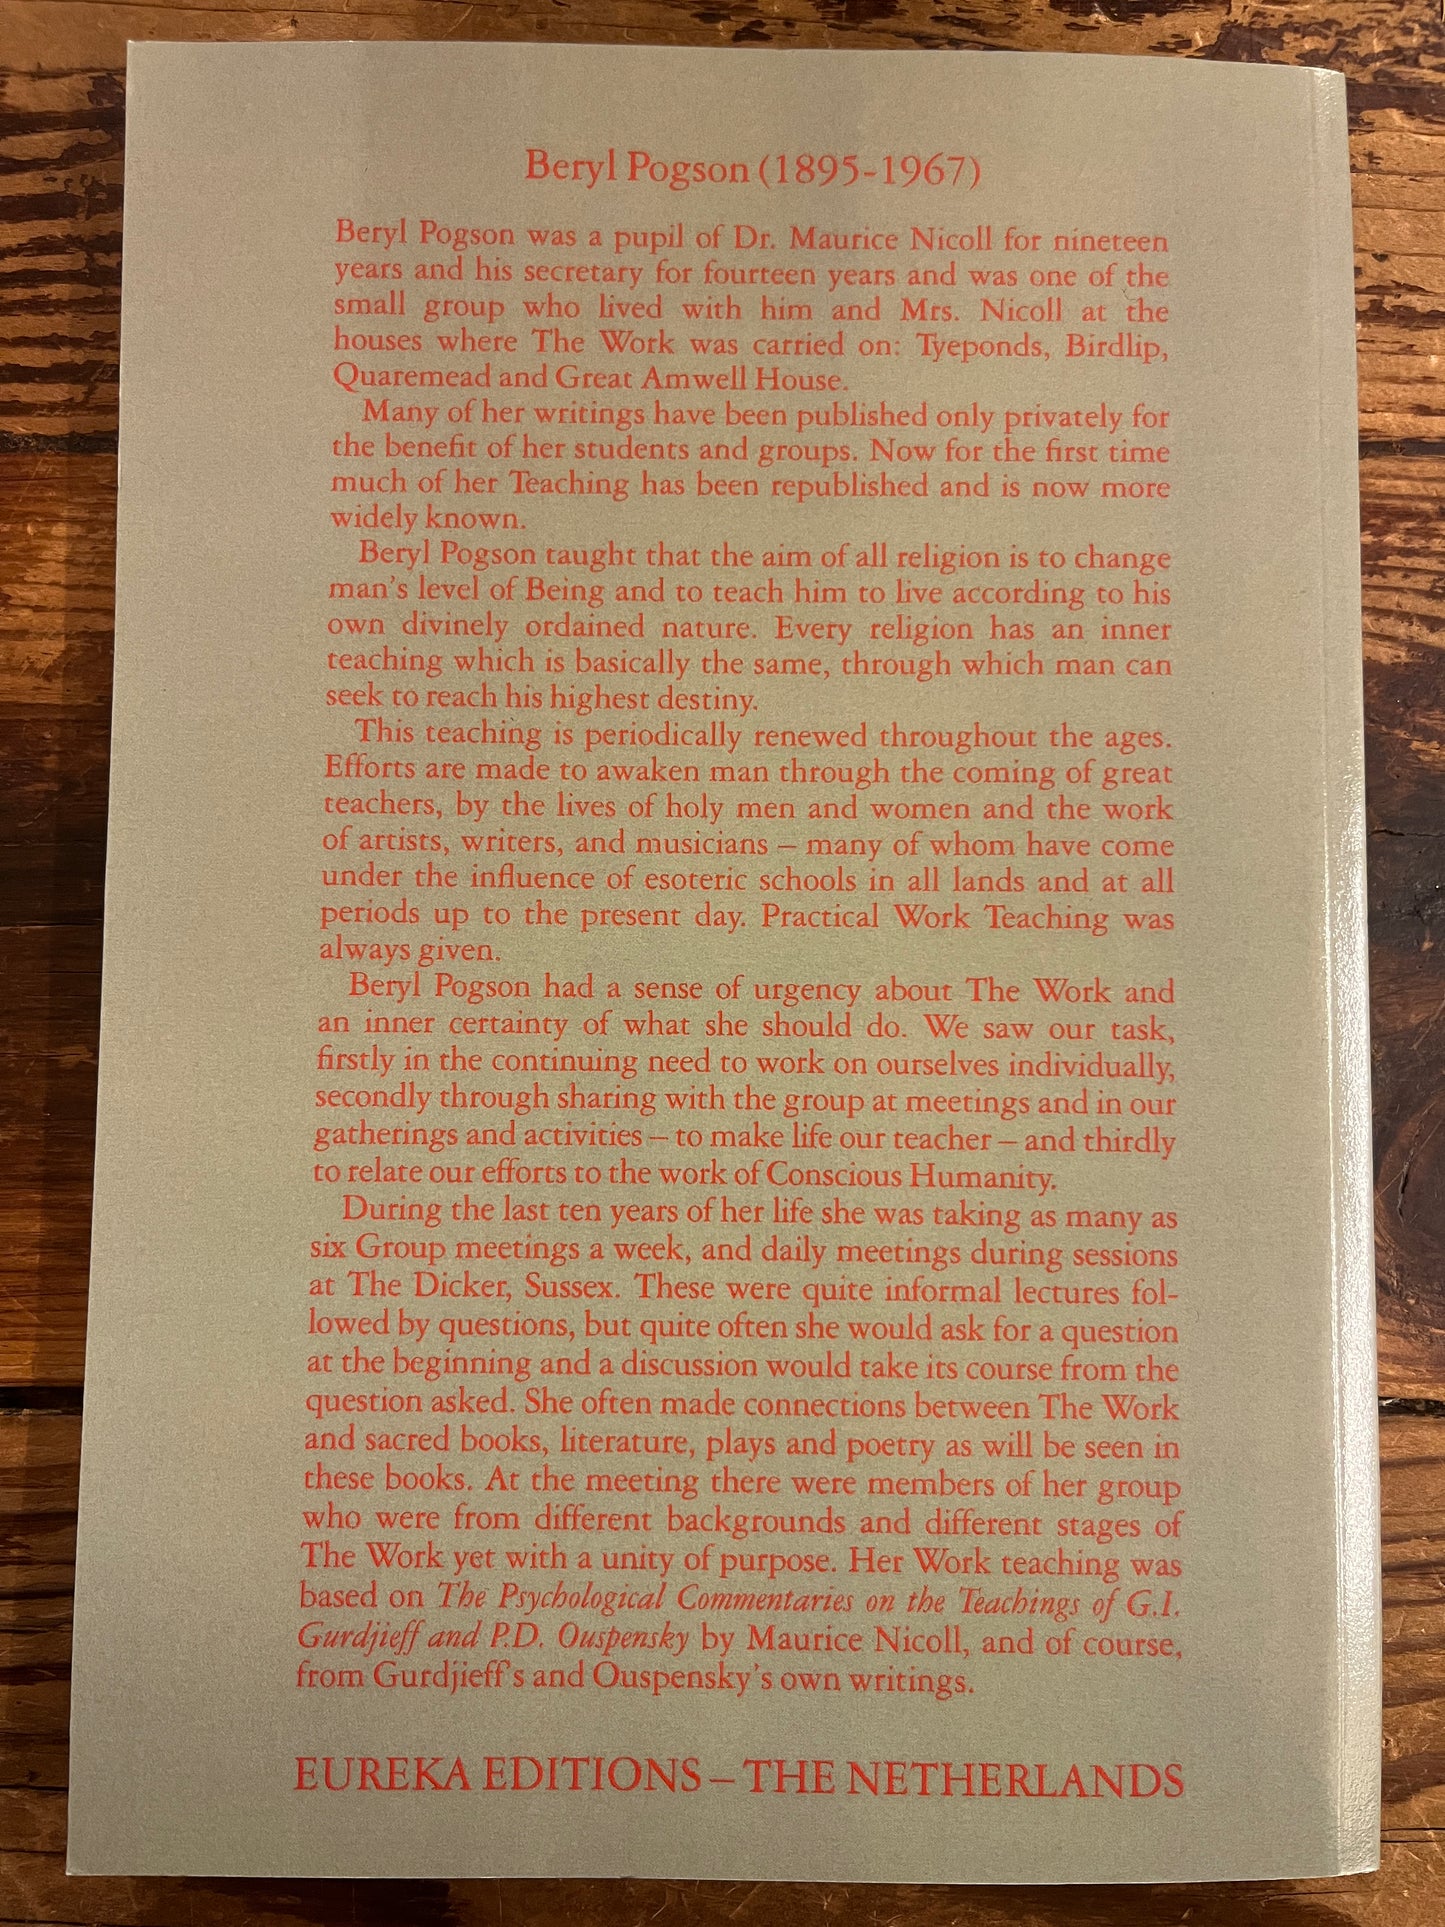 Beryl Pogson (1895-1967)
Beryl Pogson was a pupil of Dr. Maurice Nicoll for nineteen
years and his secretary for fourteen years and was one of the
small group who lived with him and Mrs. Nicoll at the
houses where The Work was carried on: Tyeponds, Birdlip,
Quaremead and Great Amwell House.
Many of her writings have been published only privately for
the benefit of her students and groups. Now for the first time
much of her Teaching has been republished and is now more
widely known.
Beryl Pogson taught that the aim of all religion is to change
man's level of Being and to teach him to live according to his
own divinely ordained nature. Every religion has an inner
teaching which is basically the same, through which man can
seek to reach his highest destiny.
This teaching is periodically renewed throughout the ages.
Efforts are made to awaken man through the coming of great
teachers, by the lives of holy men and women and the work
of artists, writers, and musicians – many of whom have come
under the influence of esoteric schools in all lands and at all
periods up to the present day. Practical Work Teaching was
always given.
Beryl Pogson had a sense of urgency about The Work and
an inner certainty of what she should do. We saw our task,
firstly in the continuing need to work on ourselves individually,
secondly through sharing with the group at meetings and in our
gatherings and activities – to make life our teacher – and thirdly
to relate our efforts to the work of Conscious Humanity.
During the last ten years of her life she was taking as many as
six Group meetings a week, and daily meetings during sessions
at The Dicker, Sussex. These were quite informal lectures fol-
lowed by questions, but quite often she would ask for a question
at the beginning and a discussion would take its course from the
question asked. She often made connections between The Work
and sacred books, literature, plays and poetry as will be seen in
these books. At the meeting there were members of her group
who were from different backgrounds and different stages of
The Work yet with a unity of purpose. Her Work teaching was
based on The Psychological Commentaries on the Teachings of G.I.
Gurdjieff and P.D. Ouspensky by Maurice Nicoll, and of course,
from Gurdjieff's and Ouspensky's own writings.
EUREKA EDITIONS – THE NETHERLANDS